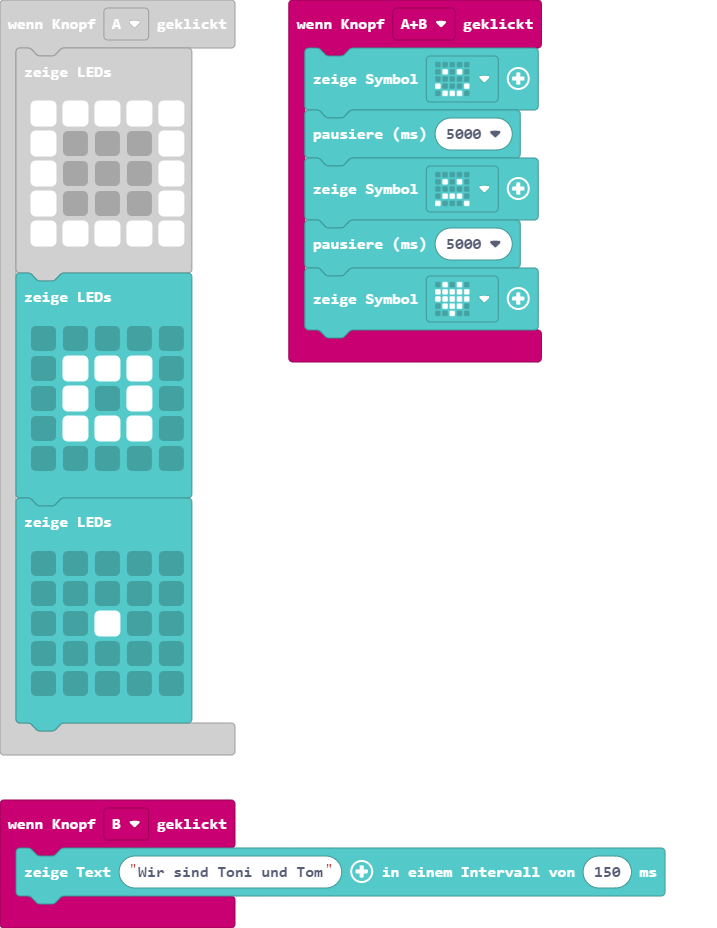 wenn Knopf A geklickt
zeige LEDs
zeige LEDs
zeige LEDs
wenn Knopf A+B geklickt
zeige Symbol
pausiere (ms) 5000
zeige Symbol
pausiere (ms) 5000
zeige Symbol
wenn Knopf B geklickt
zeige Text "Wir sind Toni und Tom" in einem Intervall von 150 ms